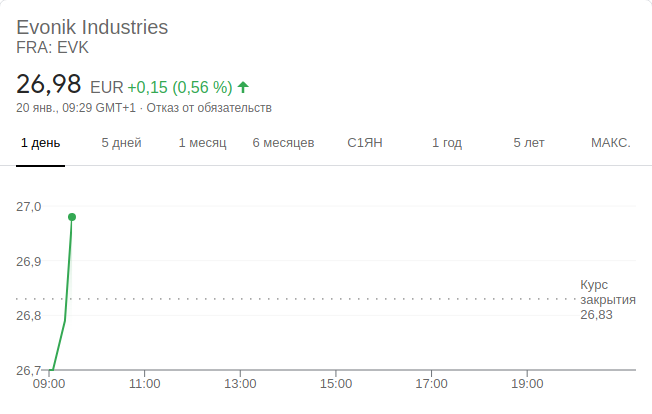 Evonik Industries
FRA: EVK
26,98 EUR +0,15 (0,56 %)
20 янв., 09:29 GMT+1 · Отказ от обязательств
1 день 5 дней 1 месяц 6 месяцев С1ЯН 1 год 5 лет МАКС.
27,0
26,9
Курс
закрытия
26,83
26,8
26,7
09:00 11:00 13:00 15:00 17:00 19:00